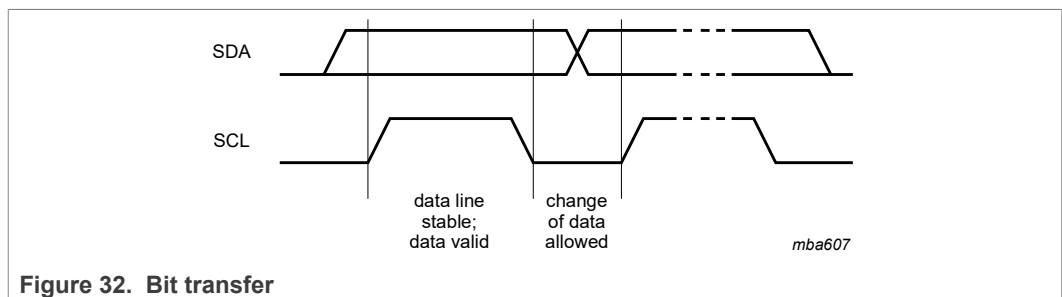 SDA
SCL
data line
stable;
data valid
change
of data
allowed
mba607
Figure 32. Bit transfer